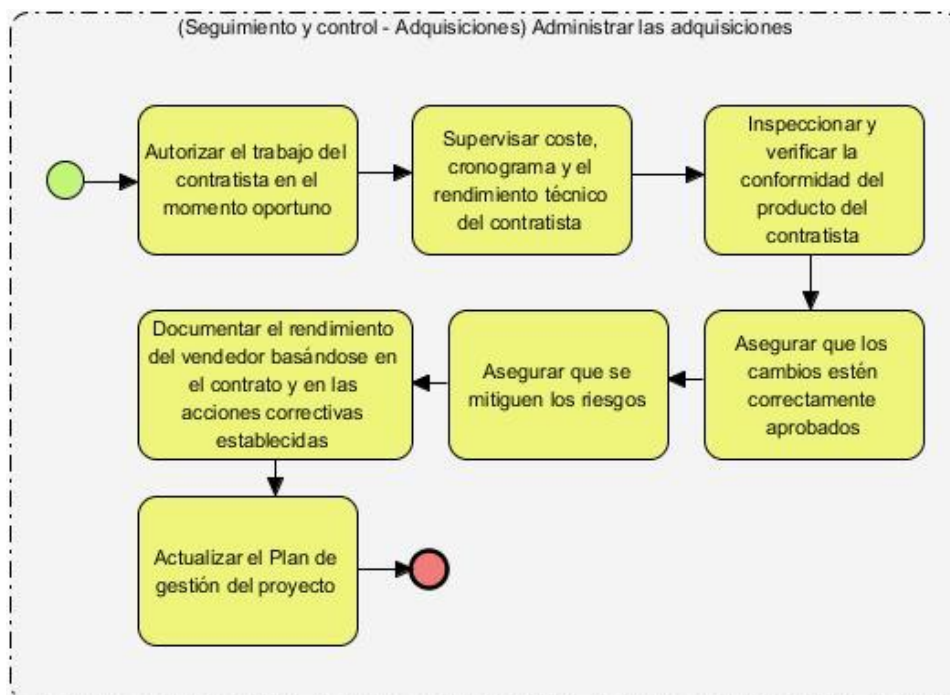 (Seguimiento y control - Adquisiciones) Administrar las adquisiciones
Autorizar el trabajo del
contratista en el
momento oportuno
Supervisar coste,
cronograma y el
rendimiento técnico
del contratista
Inspeccionar y
verificar la
conformidad del
producto del
contratista
Asegurar que los
cambios estén
correctamente
aprobados
Asegurar que se
mitiguen los riesgos
Documentar el rendimiento
del vendedor basándose en
el contrato y en las
acciones correctivas
establecidas
Actualizar el Plan de
gestión del proyecto